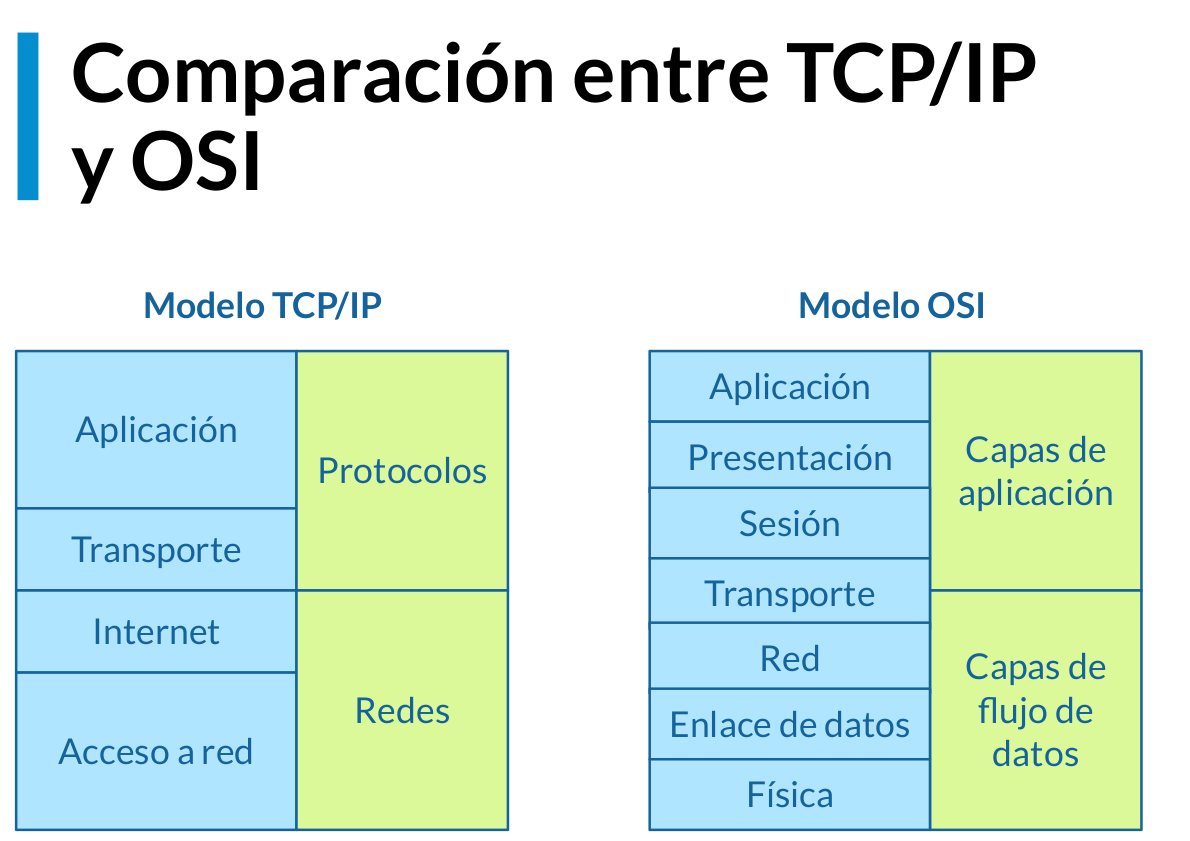 Comparación entre TCP/IP
y OSI
Modelo TCP/IP
Aplicación
Transporte
Internet
Acceso a red
Protocolos
Redes
Modelo OSI
Aplicación
Presentación
Sesión
Transporte
Red
Enlace de datos
Física
Capas de
aplicación
Capas de
flujo de
datos